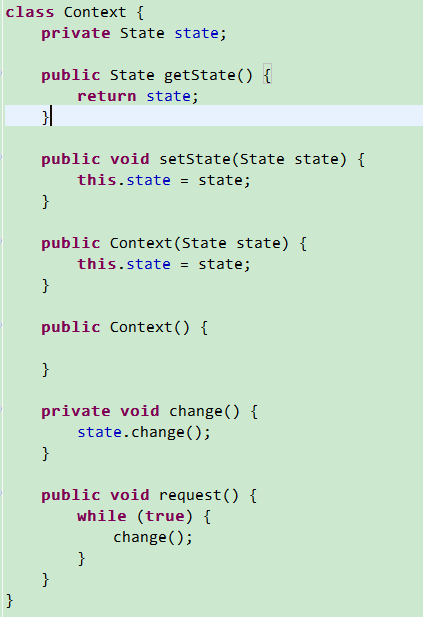 class Context {
    private State state;
    public State getState() {
        return state;
    }
    public void setState(State state) {
        this.state = state;
    }
    public Context(State state) {
        this.state = state;
    }
    public Context() {
    }
    private void change() {
        state.change();
    }
    public void request() {
        while (true) {
            change();
        }
    }
}